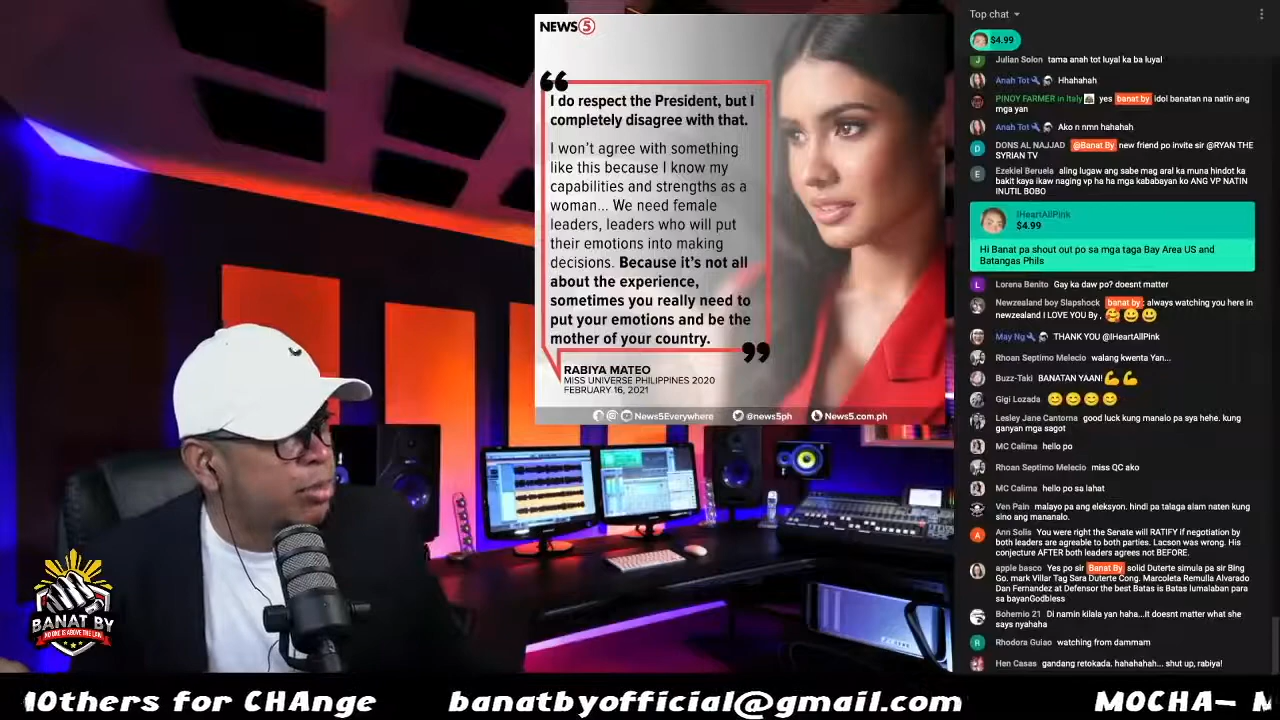 NEWS5
I do respect the President, but I
completely disagree with that.
I won't agree with something
like this because I know my
capabilities and strengths as a
woman... We need female
leaders, leaders who will put
their emotions into making
decisions. Because it's not all
about the experience,
sometimes you really need to
put your emotions and be the
mother of your country.
RABIYA MATEO
MISS UNIVERSE PHILIPPINES 2020
FEBRUARY 16, 2021
News5Everywhere @news5ph News5.com.ph
BANAT BY
NO ONE IS ABOVE THE LAW
Top chat
$4.99
Julian Solon tama anah tot luyal ka ba luyal
Anah Tot Hhahahah
PINOY FARMER in Italy yes banat by idol banatan na natin ang
mga yan
Anah Tot Ako n nmn hahahah
DONS AL NAJJAD @Banat By new friend po invite sir @RYAN THE
SYRIAN TV
Ezekiel Beruela aling lugaw ang sabe mag aral ka muna hindot ka
bakit kaya ikaw naging vp ha ha mga kababayan ko ANG VP NATIN
INUTIL BOBO
IHeartAllPink
$4.99
Hi Banat pa shout out po sa mga taga Bay Area US and
Batangas Phils
Lorena Benito Gay ka daw po? doesnt matter
Newzealand boy Slapshock banat by : always watching you here in
newzealand I LOVE YOU By , 🥰 😀 😃
May Ng THANK YOU @IHeartAllPink
Rhoan Septimo Melecio walang kwenta Yan...
Buzz-Taki BANATAN YAAN! 💪 💪
Gigi Lozada 😊 😊 😊 😊
Lesley Jane Cantorna good luck kung manalo pa sya hehe. kung
ganyan mga sagot
MC Calima hello po
Rhoan Septimo Melecio miss QC ako
MC Calima hello po sa lahat
Ven Pain malayo pa ang eleksyon. hindi pa talaga alam naten kung
sino ang mananalo.
Ann Solis You were right the Senate will RATIFY if negotiation by
both leaders are agreable to both parties. Lacson was wrong. His
conjecture AFTER both leaders agrees not BEFORE.
apple basco Yes po sir Banat By solid Duterte simula pa sir Bing
Go. mark Villar Tag Sara Duterte Cong. Marcoleta Remulla Alvarado
Dan Fernandez at Defensor the best Batas is Batas lumalaban para
sa bayanGodbless
Bohemio 21 Di namin kilala yan haha...It doesnt matter what she
says nyahaha
Rhodora Guiao watching from dammam
Hen Casas gandang retokada. hahahahah... shut up, rabiya!
10thers for CHAnge banatbyofficial@gmail.com MOCHA- M